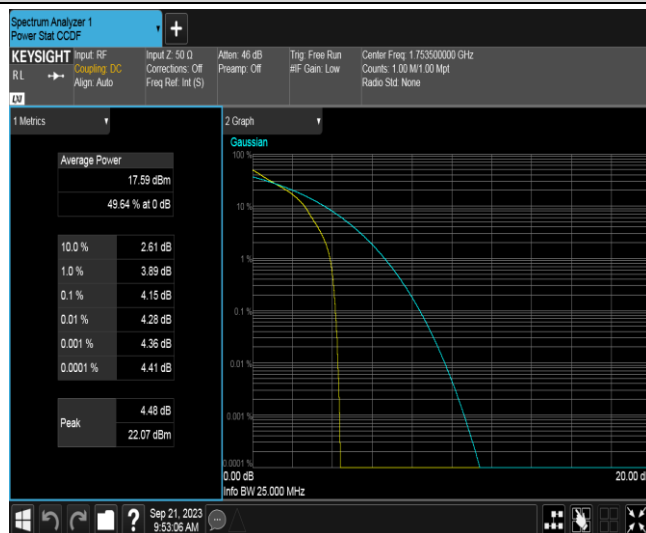 Spectrum Analyzer 1
Power Stat CCDF
+
KEYSIGHT Input: RF Input Z: 50 Ω Atten: 46 dB Trig: Free Run Center Freq: 1.753500000 GHz
RL Coupling: DC Corrections: Off Preamp: Off #IF Gain: Low Counts: 1.00 M/1.00 Mpt
Align: Auto Freq Ref: Int (S) Radio Std: None
LXI
1 Metrics 2 Graph
Gaussian
Average Power
17.59 dBm
49.64 % at 0 dB
10.0 % 2.61 dB
1.0 % 3.89 dB
0.1 % 4.15 dB
0.01 % 4.28 dB
0.001 % 4.36 dB
0.0001 % 4.41 dB
Peak 4.48 dB
22.07 dBm
100 %
10 %
1 %
0.1 %
0.01 %
0.001 %
0.0001 %
0.00 dB 20.00 d
Info BW 25.000 MHz
? Sep 21, 2023
9:53:06 AM